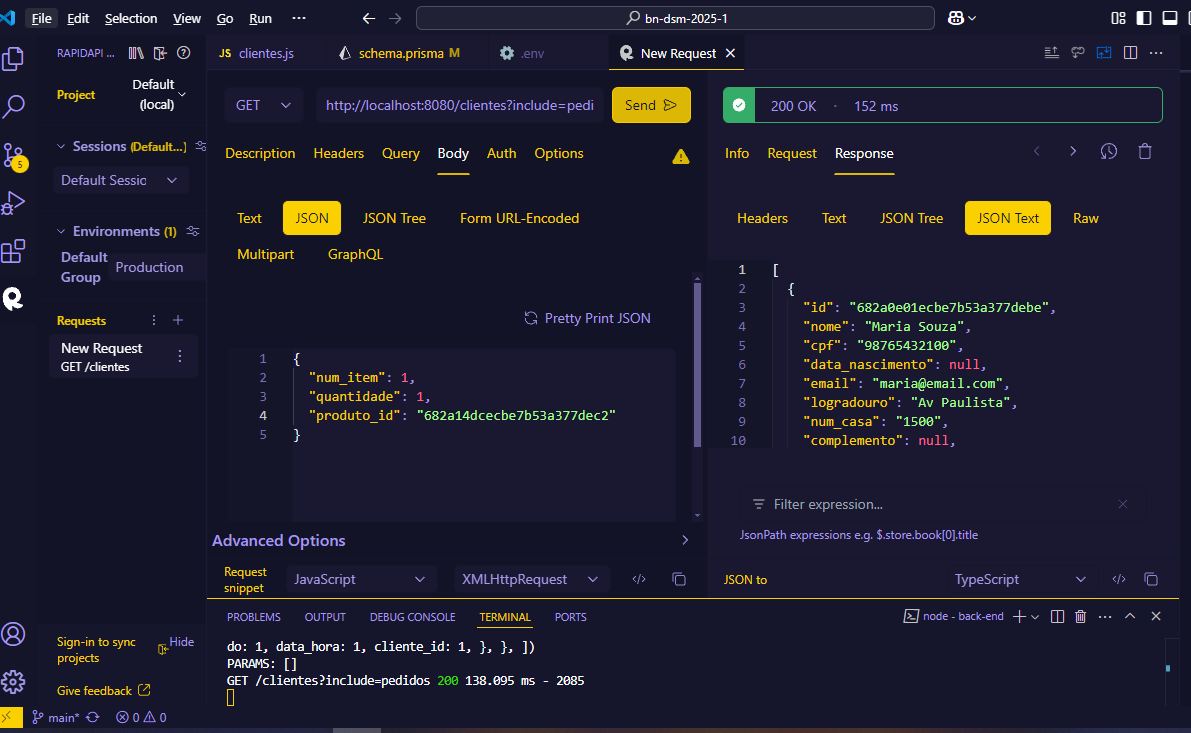 File Edit Selection View Go Run ··· bn-dsm-2025-1
RAPIDAPI ...
Project Default (local)
Sessions (Default...)
Default Sessic
Environments (1)
Default Group Production
Requests
New Request
GET /clientes
Sign-in to sync projects
Hide
Give feedback
5
JS clientes.js schema.prisma M .env New Request
GET http://localhost:8080/clientes?include=pedi Send
Description Headers Query Body Auth Options
Text JSON JSON Tree Form URL-Encoded
Multipart GraphQL
Pretty Print JSON
1 {
2 "num_item": 1,
3 "quantidade": 1,
4 "produto_id": "682a14dcecbe7b53a377dec2"
5 }
Advanced Options
Request snippet JavaScript XMLHttpRequest </>
200 OK · 152 ms
Info Request Response
Headers Text JSON Tree JSON Text Raw
1 [
2 {
3 "id": "682a0e01ecbe7b53a377debe",
4 "nome": "Maria Souza",
5 "cpf": "98765432100",
6 "data_nascimento": null,
7 "email": "maria@email.com",
8 "logradouro": "Av Paulista",
9 "num_casa": "1500",
10 "complemento": null,
Filter expression...
JsonPath expressions e.g. $.store.book[0].title
JSON to TypeScript </>
PROBLEMS OUTPUT DEBUG CONSOLE TERMINAL PORTS node - back-end
do: 1, data_hora: 1, cliente_id: 1, }, }, ])
PARAMS: []
GET /clientes?include=pedidos 200 138.095 ms - 2085
main* 0 0